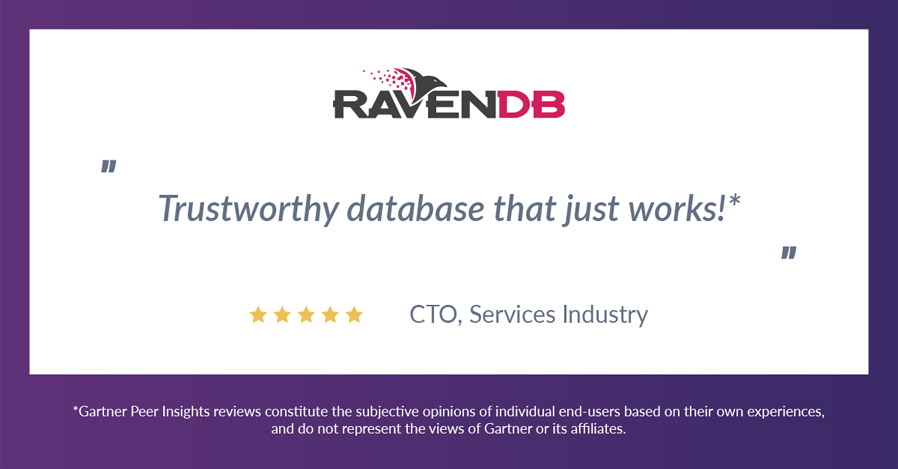 RAVENDB
"
Trustworthy database that just works!*
"
★★★★★ CTO, Services Industry
*Gartner Peer Insights reviews constitute the subjective opinions of individual end-users based on their own experiences,
and do not represent the views of Gartner or its affiliates.